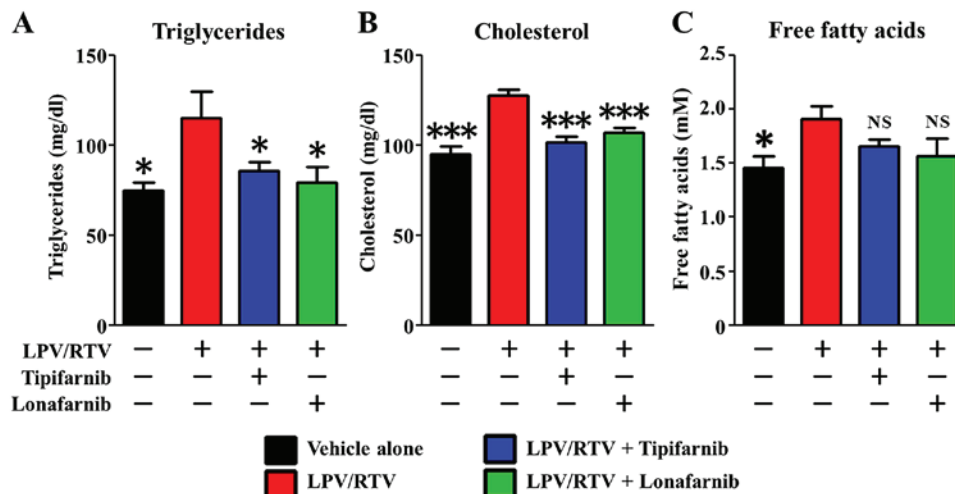 A Triglycerides
Triglycerides (mg/dl)
150
100
50
0
* * *
B Cholesterol
Cholesterol (mg/dl)
150
100
50
0
*** *** ***
C Free fatty acids
Free fatty acids (mM)
2.5
2.0
1.5
1.0
0.5
0
* NS NS
LPV/RTV — + + + — + + + — + + +
Tipifarnib — — + — — — + — — — + —
Lonafarnib — — — + — — — + — — — +
Vehicle alone LPV/RTV + Tipifarnib
LPV/RTV LPV/RTV + Lonafarnib